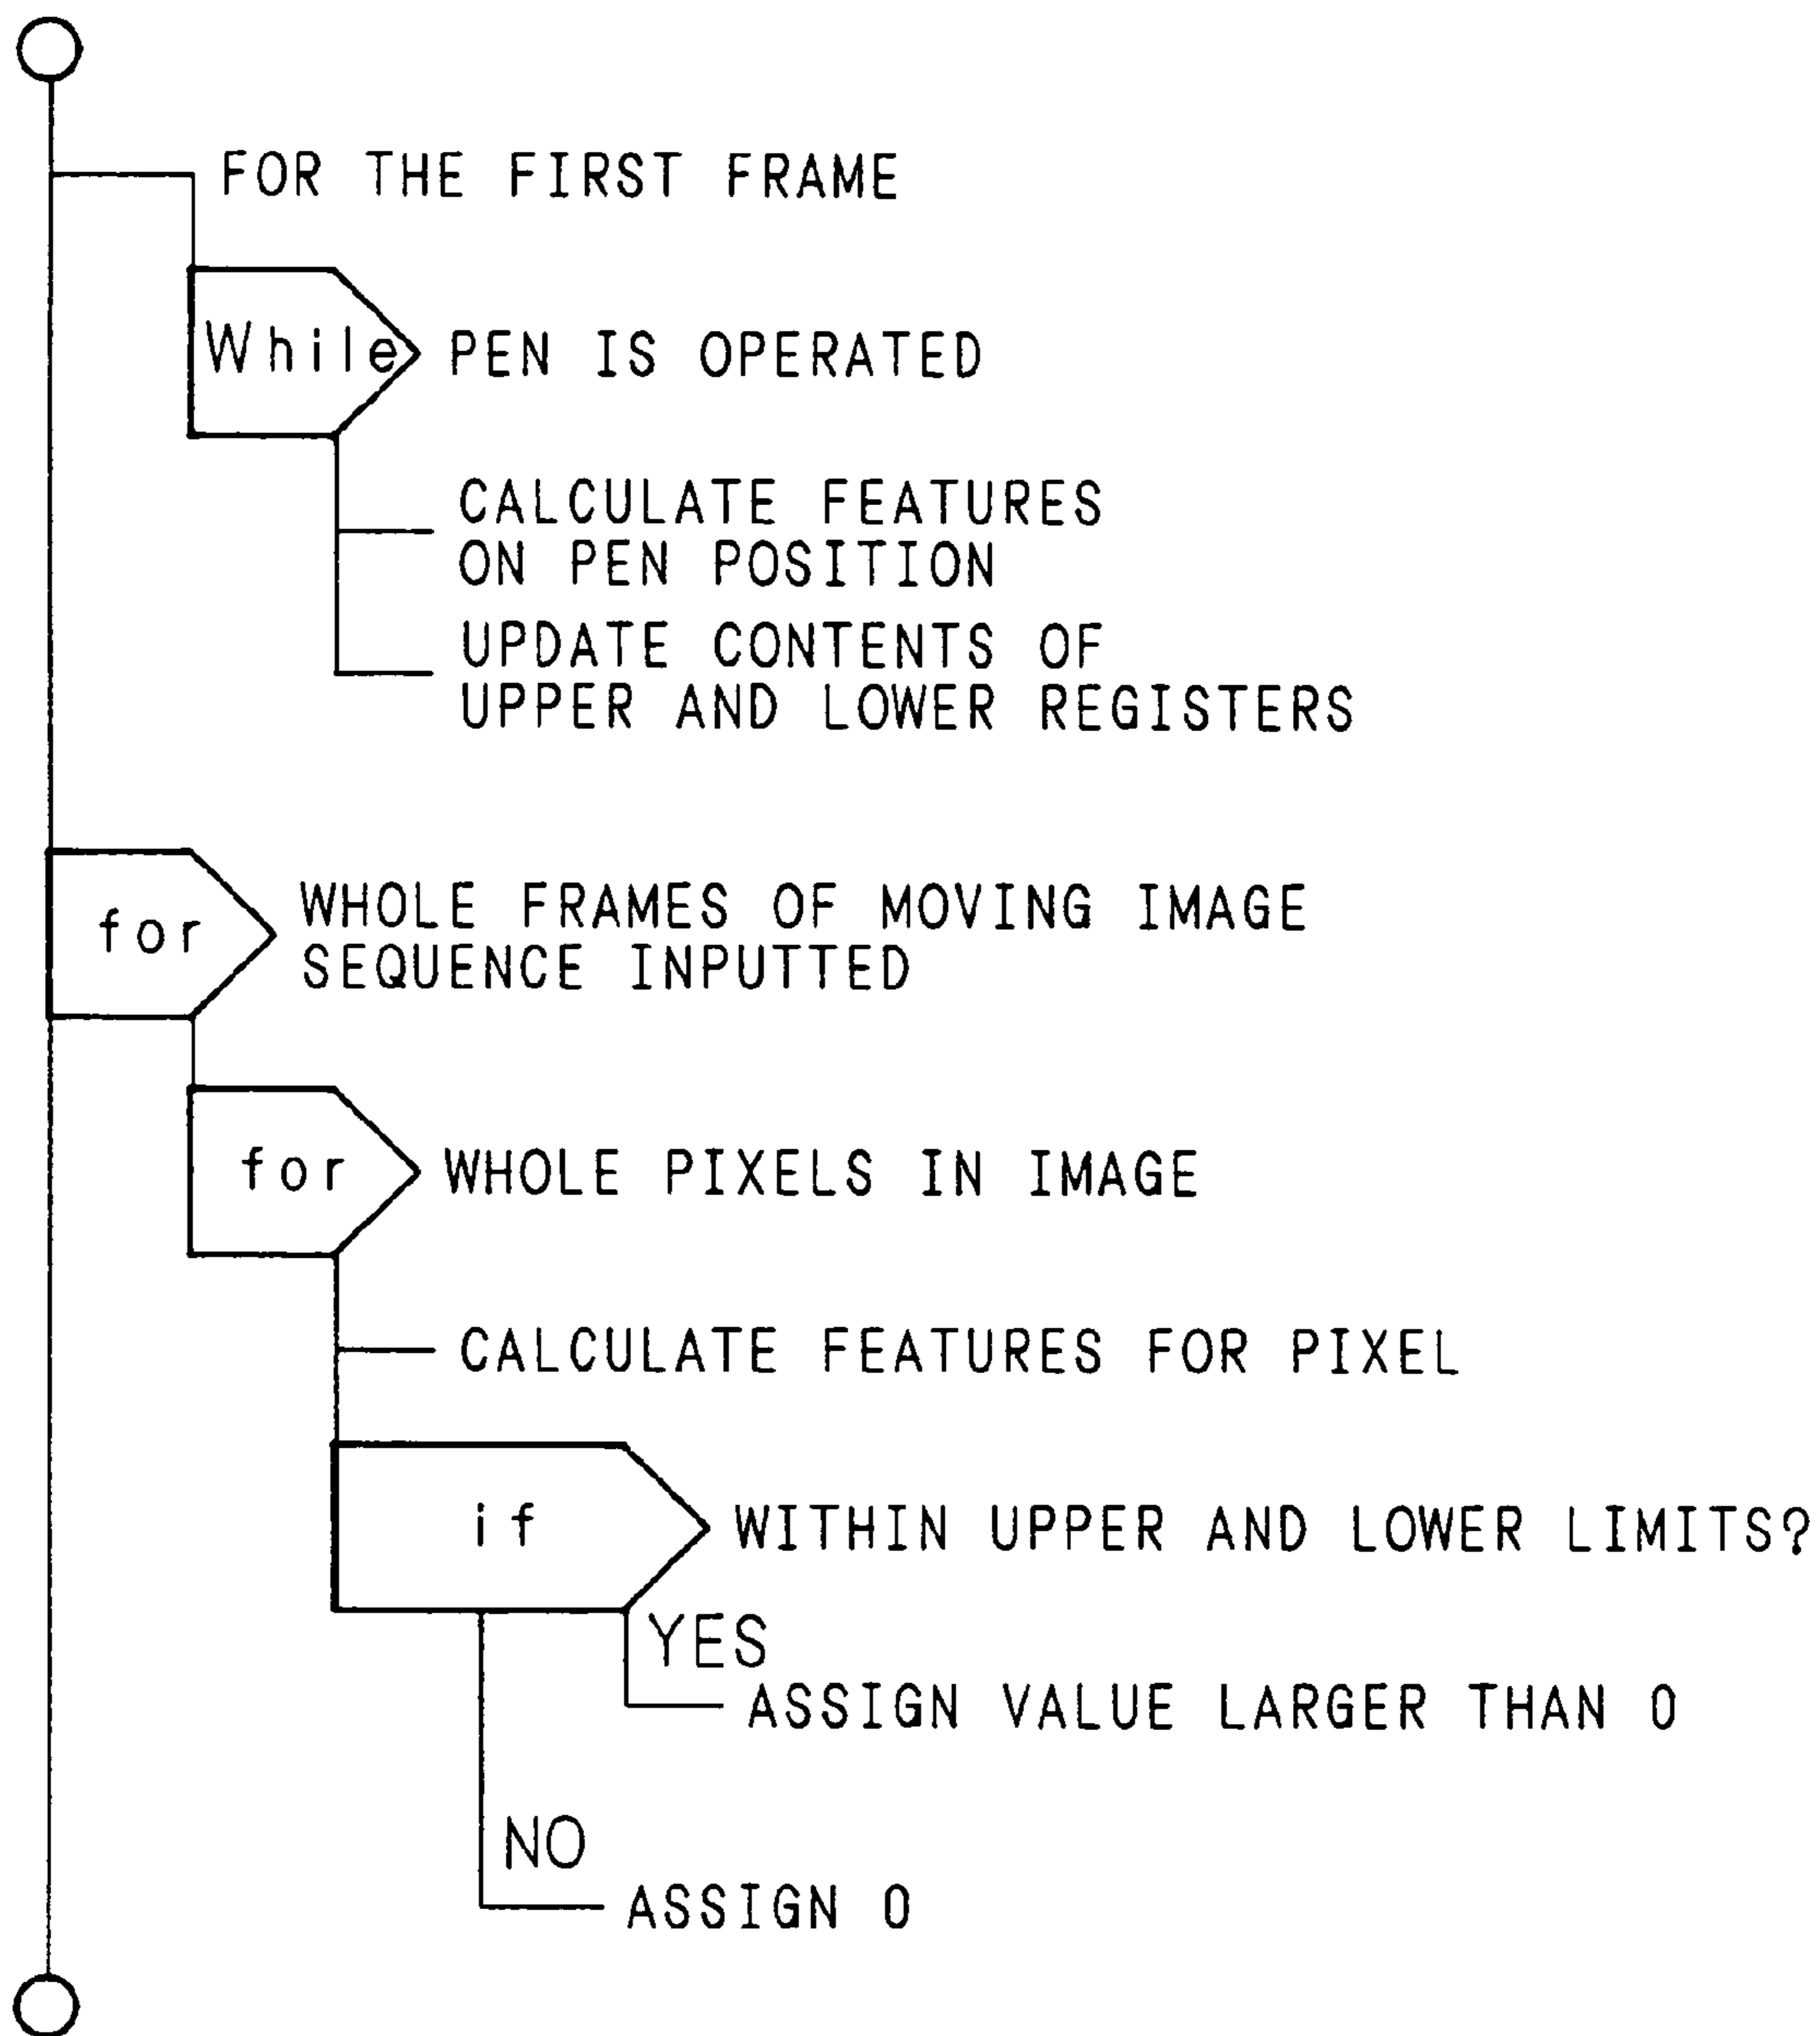 FOR THE FIRST FRAME
While PEN IS OPERATED
CALCULATE FEATURES
ON PEN POSITION
UPDATE CONTENTS OF
UPPER AND LOWER REGISTERS
for WHOLE FRAMES OF MOVING IMAGE
SEQUENCE INPUTTED
for WHOLE PIXELS IN IMAGE
CALCULATE FEATURES FOR PIXEL
if WITHIN UPPER AND LOWER LIMITS?
YES
ASSIGN VALUE LARGER THAN 0
NO
ASSIGN 0